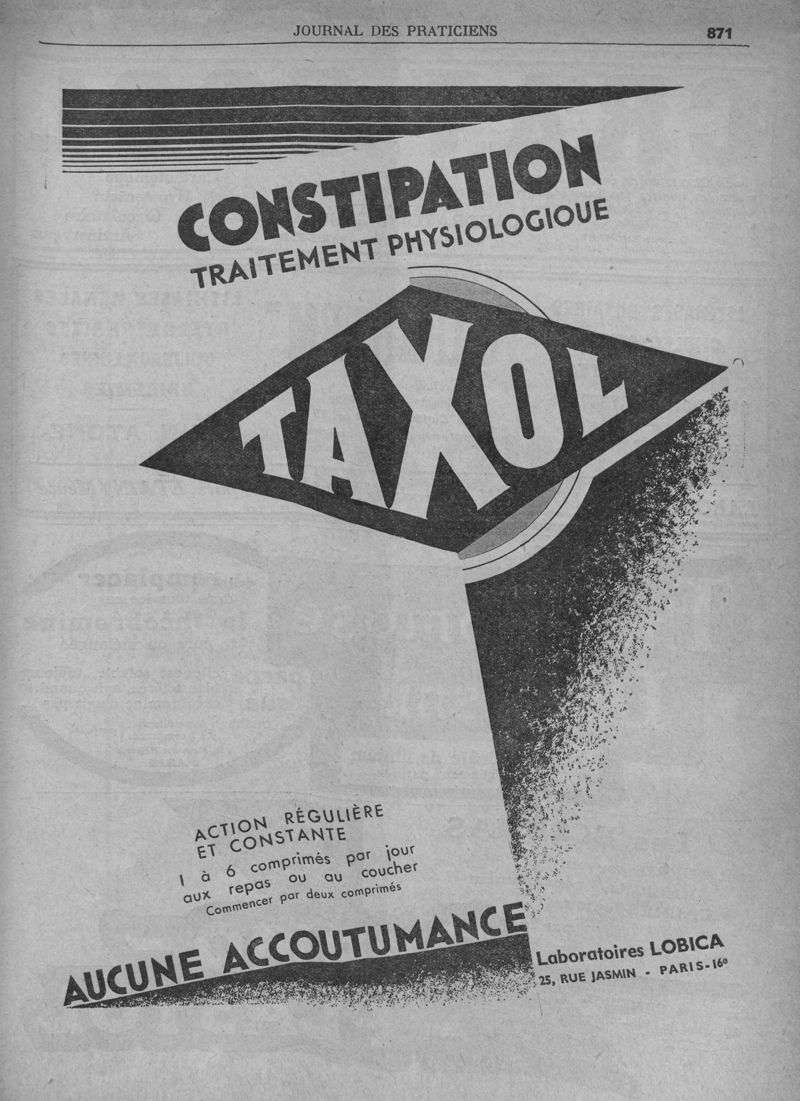 JOURNAL DES PRATICIENS
871
CONSTIPATION
TRAITEMENT PHYSIOLOGIQUE
TAXOL
ACTION RÉGULIÈRE
ET CONSTANTE
1 à 6 comprimés par jour
aux repas ou au coucher
Commencer par deux comprimés
AUCUNE ACCOUTUMANCE
Laboratoires LOBICA
25, RUE JASMIN - PARIS-16e